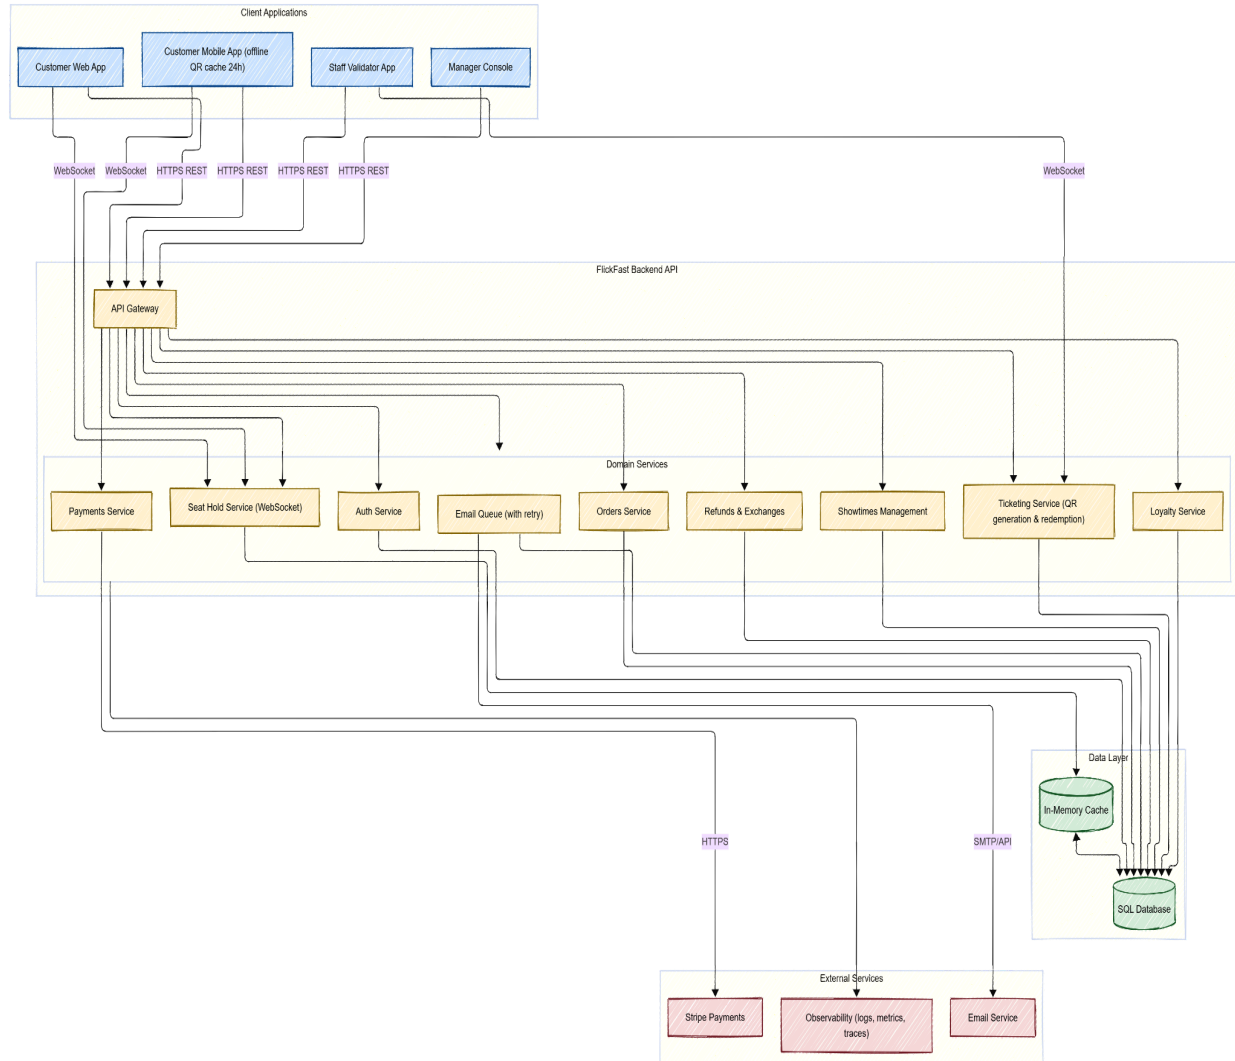 Client Applications
Customer Web App
Customer Mobile App (offline
QR cache 24h)
Staff Validator App
Manager Console
WebSocket
WebSocket
HTTPS REST
HTTPS REST
HTTPS REST
HTTPS REST
WebSocket
FlickFast Backend API
API Gateway
Domain Services
Payments Service
Seat Hold Service (WebSocket)
Auth Service
Email Queue (with retry)
Orders Service
Refunds & Exchanges
Showtimes Management
Ticketing Service (QR
generation & redemption)
Loyalty Service
Data Layer
In-Memory Cache
HTTPS
SMTP/API
SQL Database
External Services
Stripe Payments
Observability (logs, metrics,
traces)
Email Service